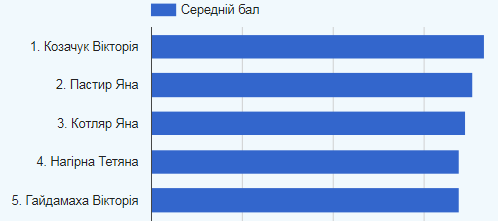 Середній бал
1. Козачук Вікторія
2. Пастир Яна
3. Котляр Яна
4. Нагірна Тетяна
5. Гайдамаха Вікторія